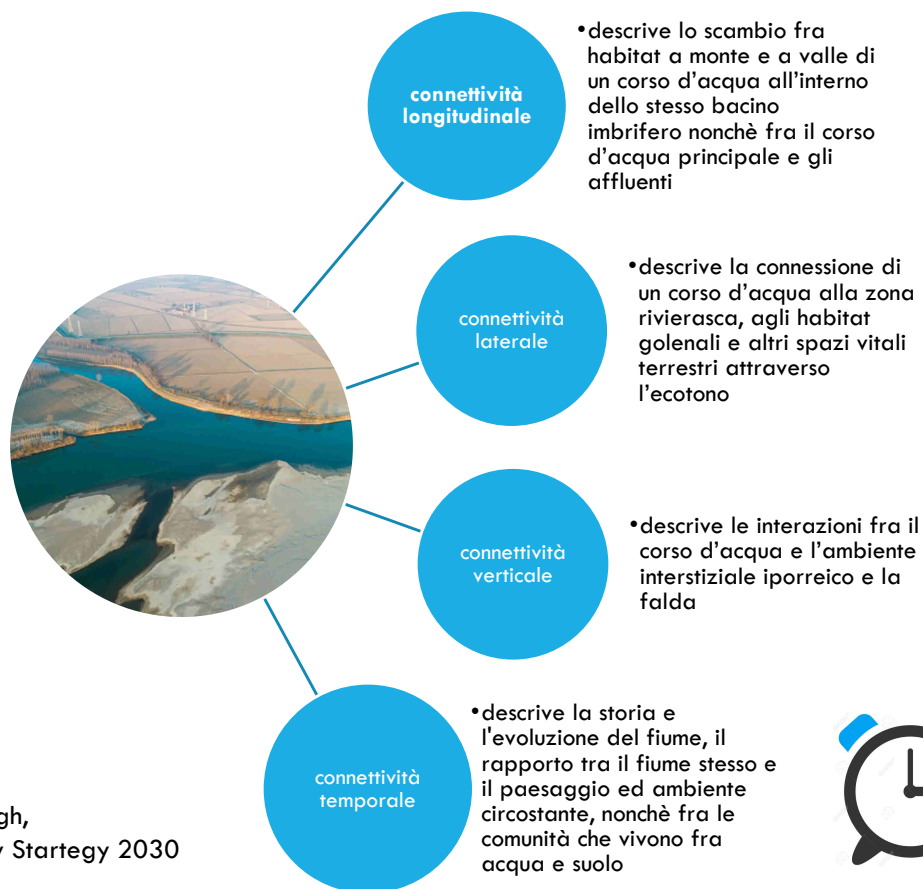 connettività
longitudinale
•descrive lo scambio fra
habitat a monte e a valle di
un corso d'acqua all'interno
dello stesso bacino
imbrifero nonchè fra il corso
d'acqua principale e gli
affluenti
connettività
laterale
•descrive la connessione di
un corso d'acqua alla zona
rivierasca, agli habitat
golenali e altri spazi vitali
terrestri attraverso
l'ecotono
connettività
verticale
•descrive le interazioni fra il
corso d'acqua e l'ambiente
interstiziale iporreico e la
falda
connettività
temporale
•descrive la storia e
l'evoluzione del fiume, il
rapporto tra il fiume stesso e
il paesaggio ed ambiente
circostante, nonchè fra le
comunità che vivono fra
acqua e suolo
gh,
Startegy 2030